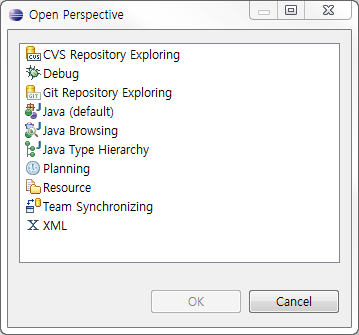 Open Perspective
CVS Repository Exploring
Debug
Git Repository Exploring
Java (default)
Java Browsing
Java Type Hierarchy
Planning
Resource
Team Synchronizing
XML
OK
Cancel